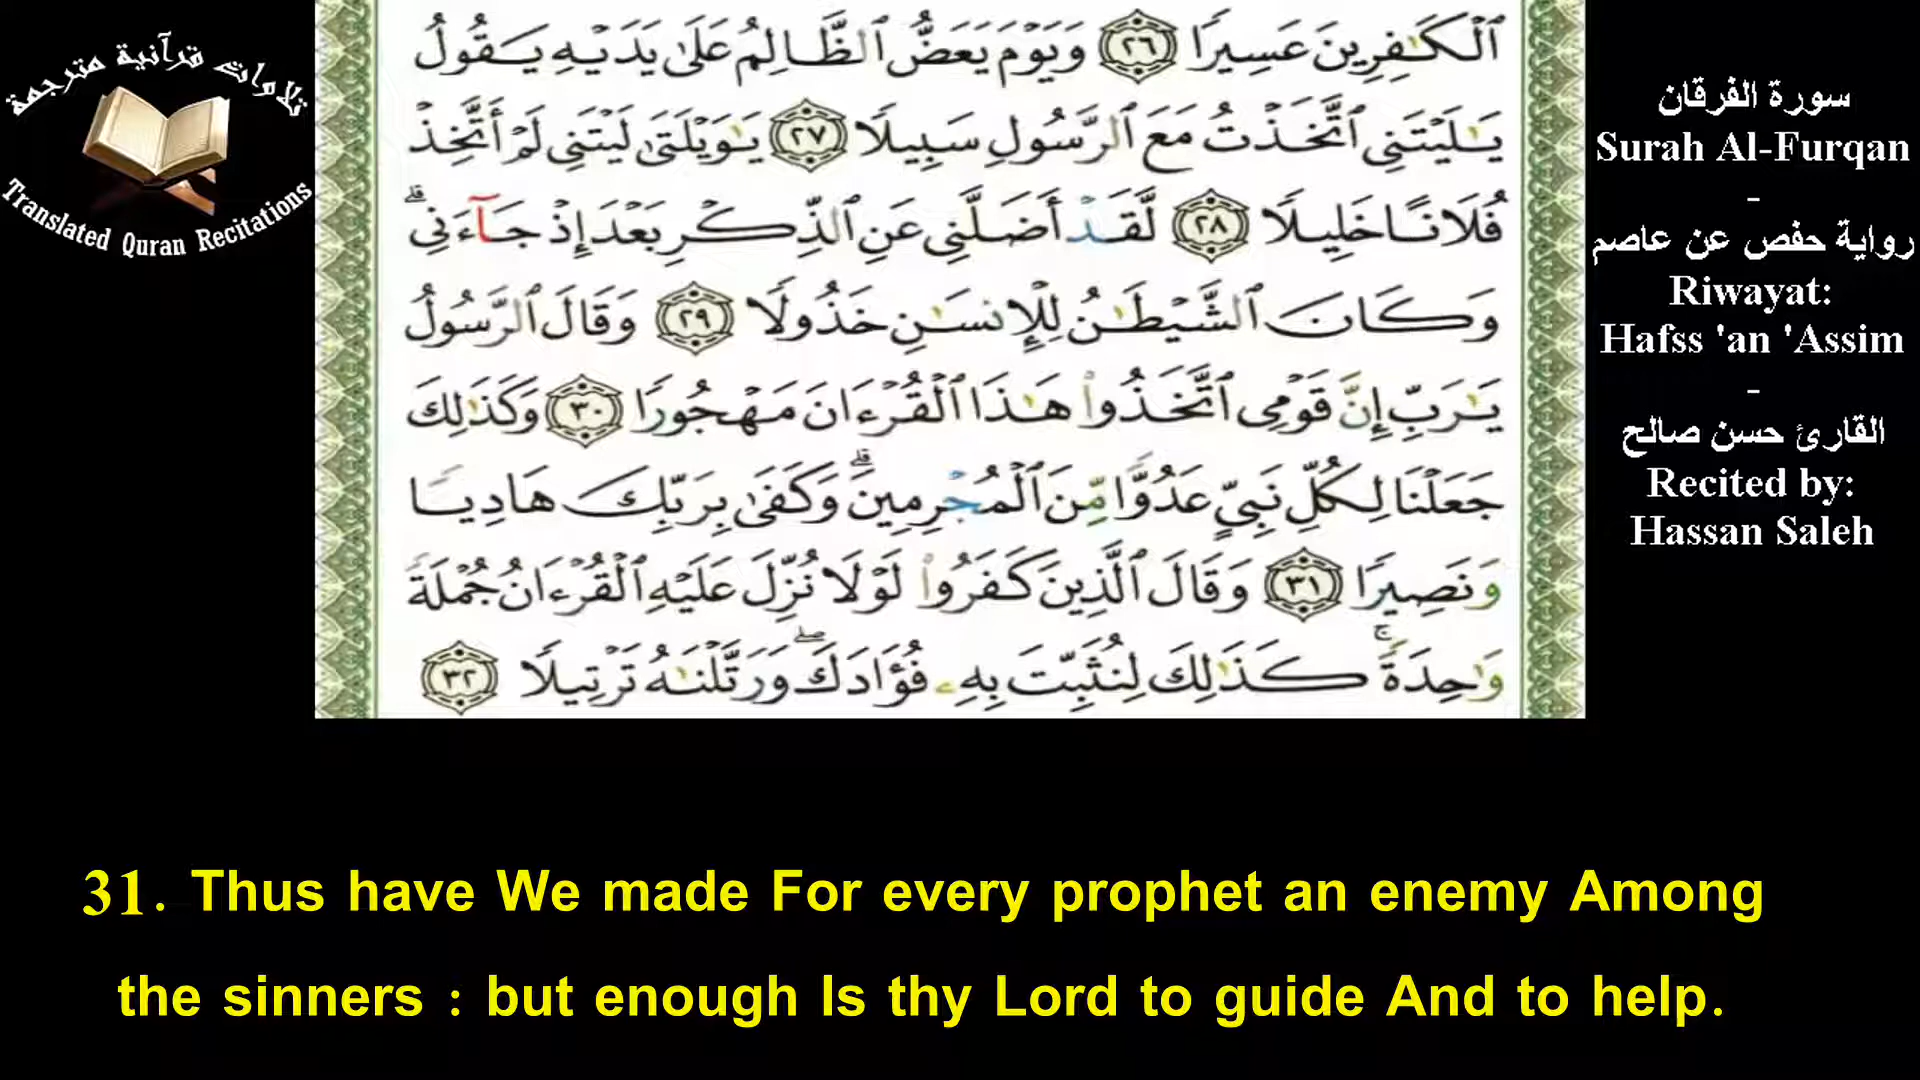 تلاوات قرآنية مترجمة
Translated Quran Recitations
ٱلْكَٰفِرِينَ عَسِيرًا ٢٦ وَيَوْمَ يَعَضُّ ٱلظَّالِمُ عَلَىٰ يَدَيْهِ يَقُولُ
يَٰلَيْتَنِى ٱتَّخَذْتُ مَعَ ٱلرَّسُولِ سَبِيلًا ٢٧ يَٰوَيْلَتَىٰ لَيْتَنِى لَمْ أَتَّخِذْ
فُلَانًا خَلِيلًا ٢٨ لَّقَدْ أَضَلَّنِى عَنِ ٱلذِّكْرِ بَعْدَ إِذْ جَآءَنِى ۗ
وَكَانَ ٱلشَّيْطَٰنُ لِلْإِنسَٰنِ خَذُولًا ٢٩ وَقَالَ ٱلرَّسُولُ
يَٰرَبِّ إِنَّ قَوْمِى ٱتَّخَذُوا۟ هَٰذَا ٱلْقُرْءَانَ مَهْجُورًا ٣٠ وَكَذَٰلِكَ
جَعَلْنَا لِكُلِّ نَبِىٍّ عَدُوًّا مِّنَ ٱلْمُجْرِمِينَ ۗ وَكَفَىٰ بِرَبِّكَ هَادِيًا
وَنَصِيرًا ٣١ وَقَالَ ٱلَّذِينَ كَفَرُوا۟ لَوْلَا نُزِّلَ عَلَيْهِ ٱلْقُرْءَانُ جُمْلَةً
وَٰحِدَةً ۚ كَذَٰلِكَ لِنُثَبِّتَ بِهِۦ فُؤَادَكَ ۖ وَرَتَّلْنَٰهُ تَرْتِيلًا ٣٢
سورة الفرقان
Surah Al-Furqan
-
رواية حفص عن عاصم
Riwayat:
Hafss 'an 'Assim
-
القارئ حسن صالح
Recited by:
Hassan Saleh
31. Thus have We made For every prophet an enemy Among
the sinners : but enough Is thy Lord to guide And to help.